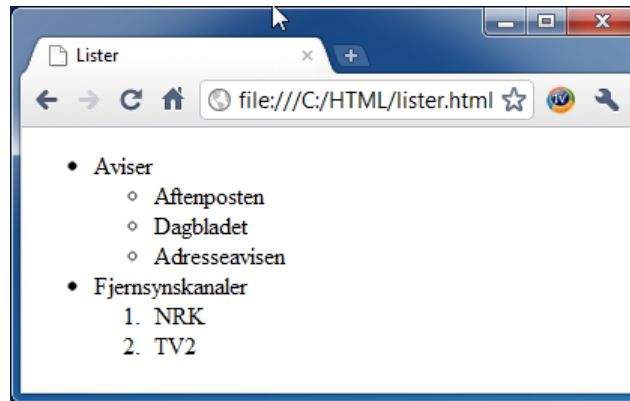 Lister
file:///C:/HTML/lister.html
Aviser
Aftenposten
Dagbladet
Adresseavisen
Fjernsynskanaler
1. NRK
2. TV2